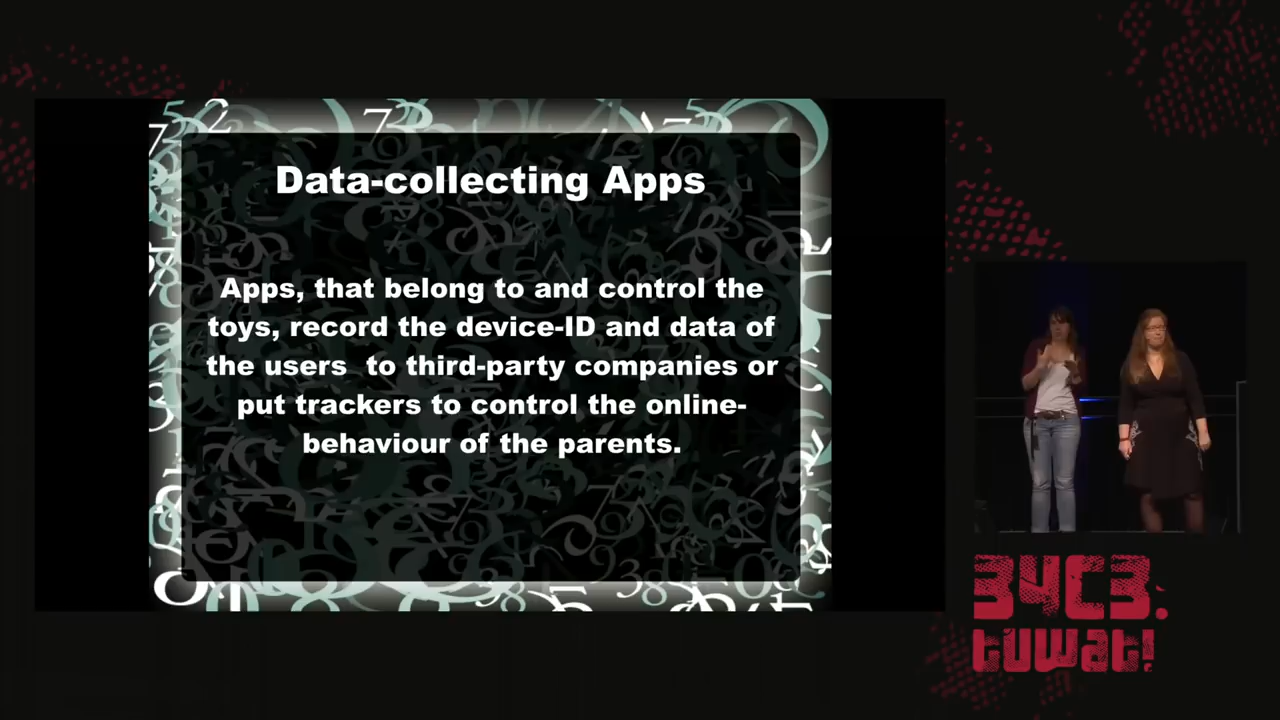 Data-collecting Apps
Apps, that belong to and control the
toys, record the device-ID and data of
the users  to third-party companies or
put trackers to control the online-
behaviour of the parents.
34C3.
tuwat!